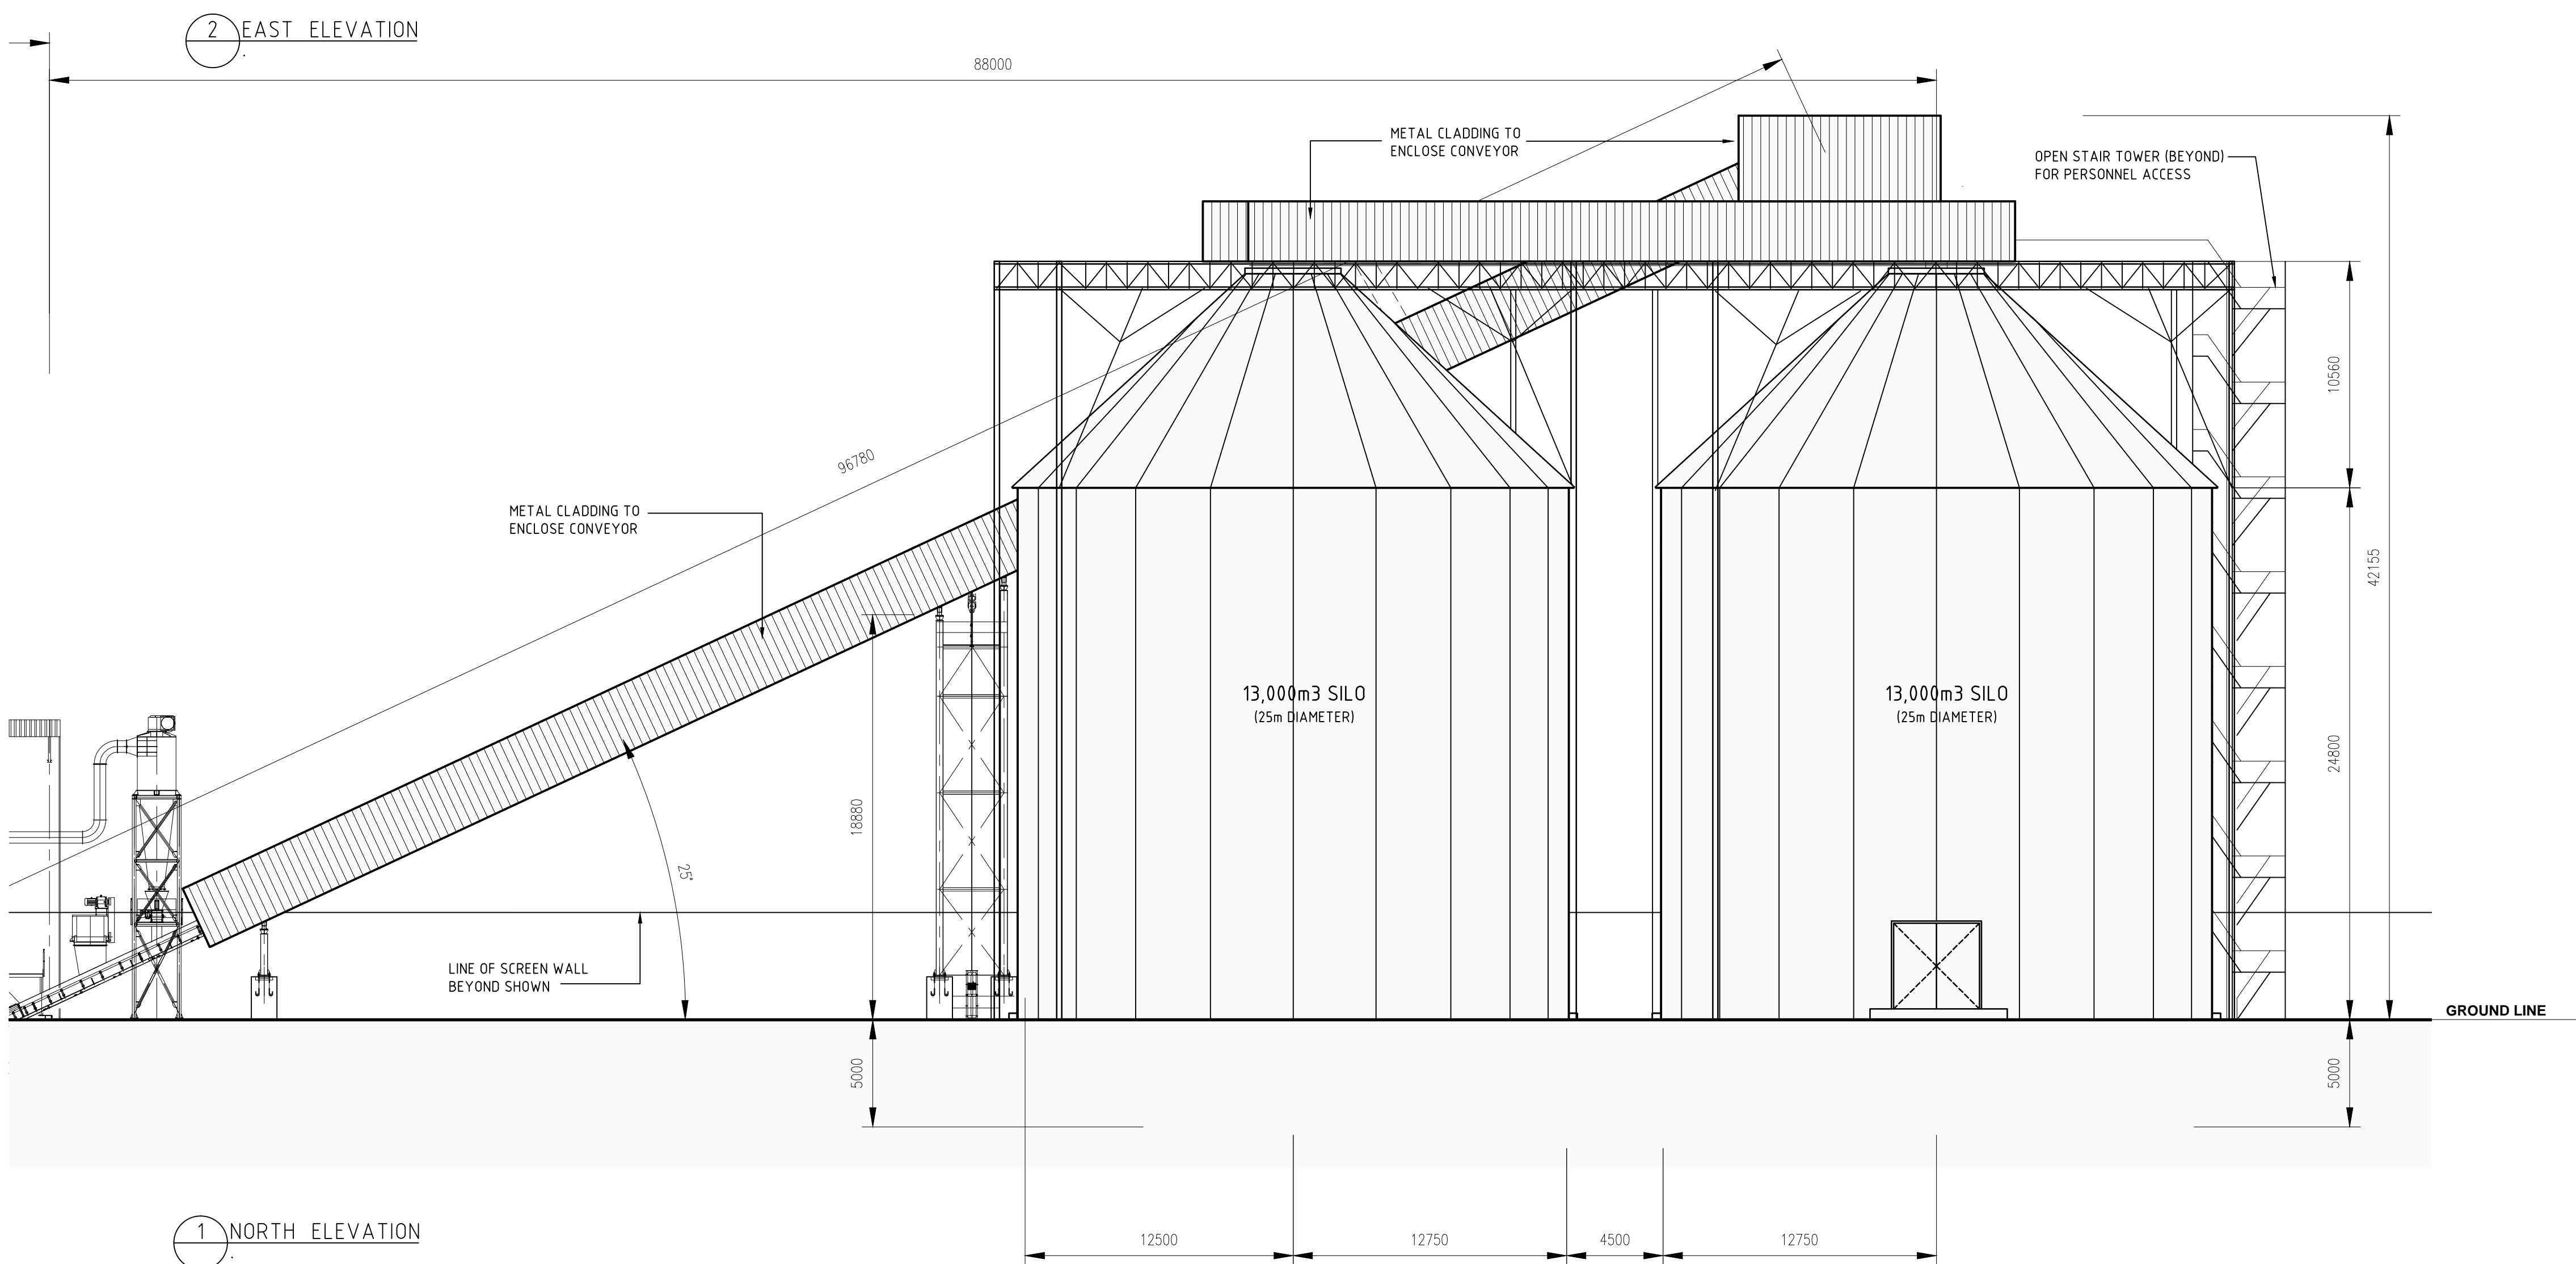 2
EAST ELEVATION
88000
METAL CLADDING TO
ENCLOSE CONVEYOR
OPEN STAIR TOWER (BEYOND)
FOR PERSONNEL ACCESS
10560
96780
METAL CLADDING TO
ENCLOSE CONVEYOR
42155
13,000m3 SILO
(25m DIAMETER)
13,000m3 SILO
(25m DIAMETER)
24800
18880
25°
LINE OF SCREEN WALL
BEYOND SHOWN
GROUND LINE
5000
5000
1
NORTH ELEVATION
12500
12750
4500
12750